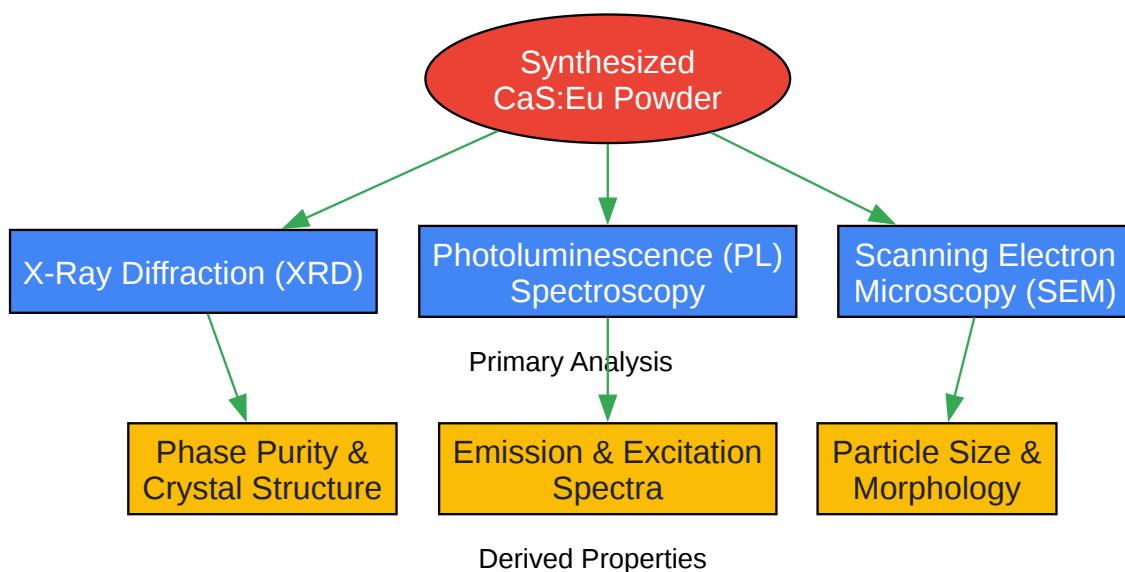 Synthesized
CaS:Eu Powder
X-Ray Diffraction (XRD)
Photoluminescence (PL)
Spectroscopy
Scanning Electron
Microscopy (SEM)
Primary Analysis
Phase Purity &
Crystal Structure
Emission & Excitation
Spectra
Particle Size &
Morphology
Derived Properties